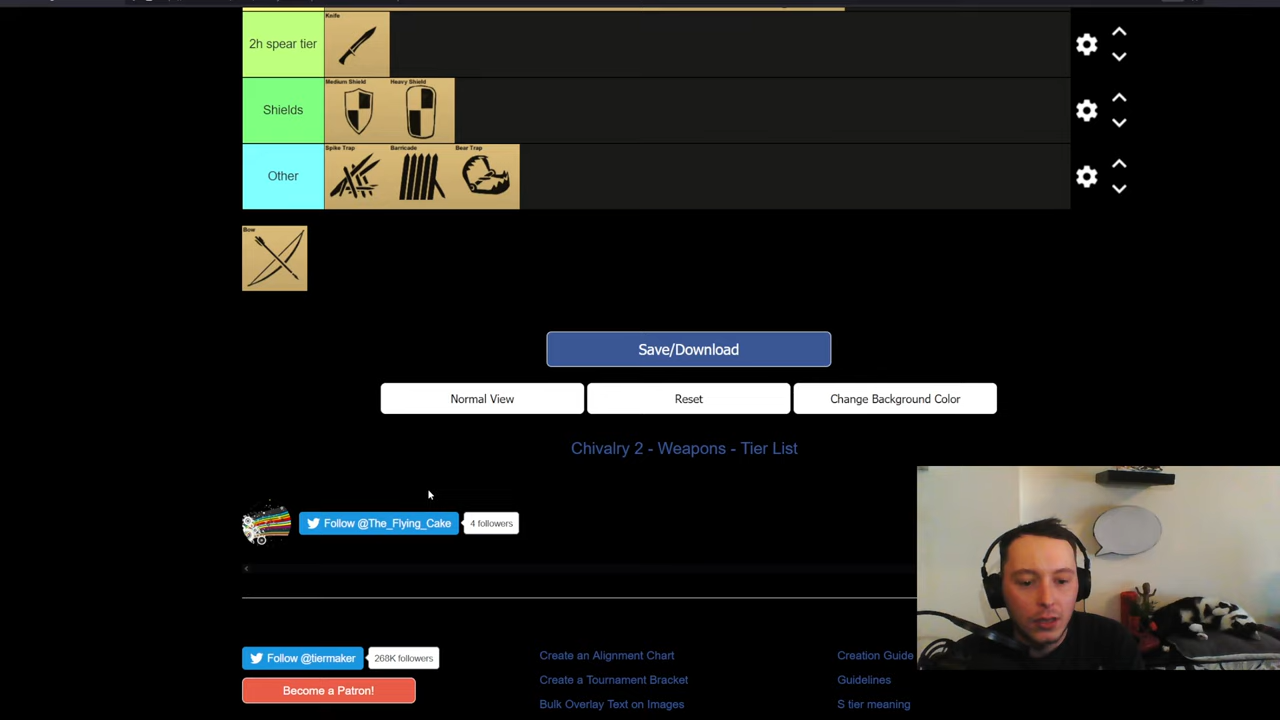 Knife
2h spear tier
Medium Shield Heavy Shield
Shields
Spike Trap Barricade Bear Trap
Other
Bow
Save/Download
Normal View Reset Change Background Color
Chivalry 2 - Weapons - Tier List
Follow @The_Flying_Cake 4 followers
Follow @tiermaker 268K followers
Become a Patron!
Create an Alignment Chart
Create a Tournament Bracket
Bulk Overlay Text on Images
Creation Guide
Guidelines
S tier meaning